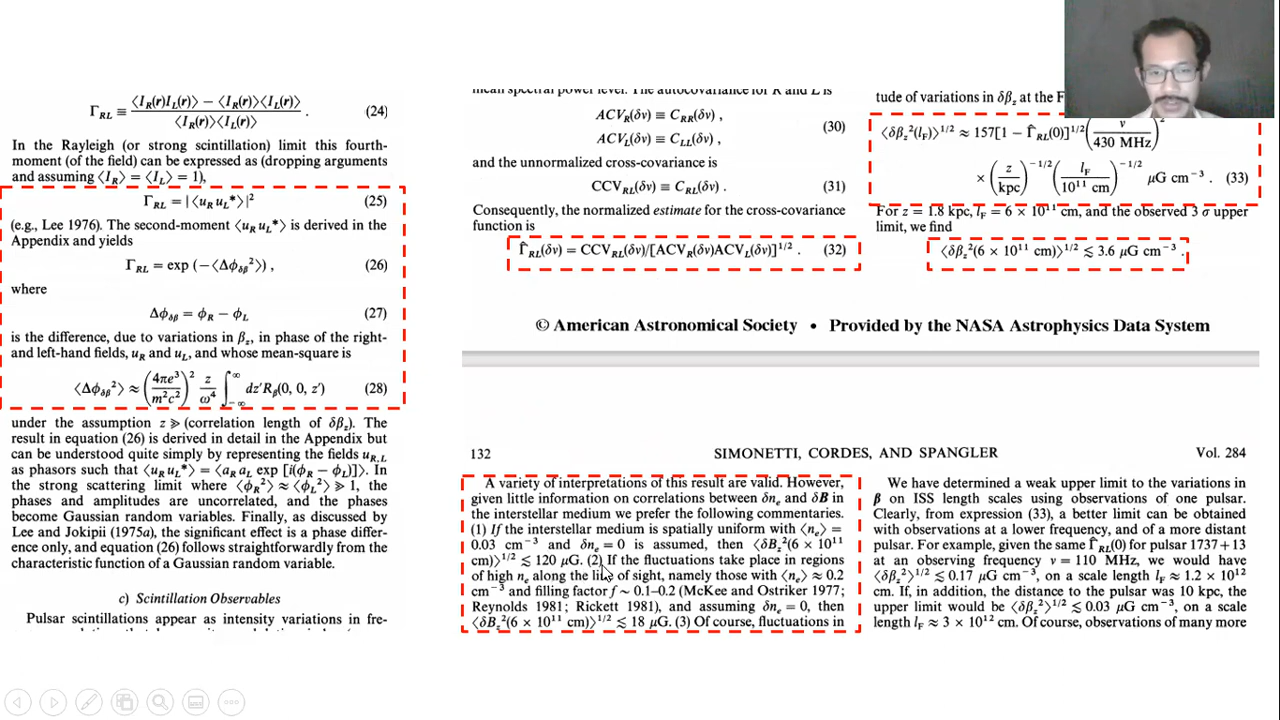 Γ_RL ≡ (⟨I_R(r)I_L(r)⟩ − ⟨I_R(r)⟩⟨I_L(r)⟩) / (⟨I_R(r)⟩⟨I_L(r)⟩) . (24)
In the Rayleigh (or strong scintillation) limit this fourth-
moment (of the field) can be expressed as (dropping arguments
and assuming ⟨I_R⟩ = ⟨I_L⟩ = 1),
Γ_RL = |⟨u_R u_L*⟩|² (25)
(e.g., Lee 1976). The second-moment ⟨u_R u_L*⟩ is derived in the
Appendix and yields
Γ_RL = exp (−⟨Δϕ_δβ²⟩) , (26)
where
Δϕ_δβ = ϕ_R − ϕ_L (27)
is the difference, due to variations in β_z, in phase of the right-
and left-hand fields, u_R and u_L, and whose mean-square is
⟨Δϕ_δβ²⟩ ≈ (4πe³/m²c²)² z/ω⁴ ∫_{−∞}^{∞} dz′R_β(0, 0, z′) (28)
under the assumption z ≫ (correlation length of δβ_z). The
result in equation (26) is derived in detail in the Appendix but
can be understood quite simply by representing the fields u_R,L
as phasors such that ⟨u_R u_L*⟩ = ⟨a_R a_L exp [i(ϕ_R − ϕ_L)]⟩. In
the strong scattering limit where ⟨ϕ_R²⟩ ≈ ⟨ϕ_L²⟩ ≫ 1, the
phases and amplitudes are uncorrelated, and the phases
become Gaussian random variables. Finally, as discussed by
Lee and Jokipii (1975a), the significant effect is a phase differ-
ence only, and equation (26) follows straightforwardly from the
characteristic function of a Gaussian random variable.
c) Scintillation Observables
Pulsar scintillations appear as intensity variations in fre-
mean spectral power level. The autocovariance for R and L is
ACV_R(δν) ≡ C_RR(δν) ,
ACV_L(δν) ≡ C_LL(δν) ,
(30)
and the unnormalized cross-covariance is
CCV_RL(δν) ≡ C_RL(δν) . (31)
Consequently, the normalized estimate for the cross-covariance
function is
Γ̂_RL(δν) = CCV_RL(δν)/[ACV_R(δν)ACV_L(δν)]^1/2 . (32)
tude of variations in δβ_z at the F
⟨δβ_z²(l_F)⟩^1/2 ≈ 157[1 − Γ̂_RL(0)]^1/2 (ν/430 MHz)²
× (z/kpc)^−1/2 (l_F/10¹¹ cm)^−1/2 μG cm⁻³ . (33)
For z = 1.8 kpc, l_F = 6 × 10¹¹ cm, and the observed 3 σ upper
limit, we find
⟨δβ_z²(6 × 10¹¹ cm)⟩^1/2 ≲ 3.6 μG cm⁻³ .
© American Astronomical Society • Provided by the NASA Astrophysics Data System
132 SIMONETTI, CORDES, AND SPANGLER Vol. 284
A variety of interpretations of this result are valid. However,
given little information on correlations between δn_e and δB in
the interstellar medium we prefer the following commentaries.
(1) If the interstellar medium is spatially uniform with ⟨n_e⟩ =
0.03 cm⁻³ and δn_e = 0 is assumed, then ⟨δB_z²(6 × 10¹¹
cm)⟩^1/2 ≲ 120 μG. (2) If the fluctuations take place in regions
of high n_e along the line of sight, namely those with ⟨n_e⟩ ≈ 0.2
cm⁻³ and filling factor f ~ 0.1–0.2 (McKee and Ostriker 1977;
Reynolds 1981; Rickett 1981), and assuming δn_e = 0, then
⟨δB_z²(6 × 10¹¹ cm)⟩^1/2 ≲ 18 μG. (3) Of course, fluctuations in
We have determined a weak upper limit to the variations in
β on ISS length scales using observations of one pulsar.
Clearly, from expression (33), a better limit can be obtained
with observations at a lower frequency, and of a more distant
pulsar. For example, given the same Γ̂_RL(0) for pulsar 1737+13
at an observing frequency ν = 110 MHz, we would have
⟨δβ_z²⟩^1/2 ≲ 0.17 μG cm⁻³, on a scale length l_F ≈ 1.2 × 10¹²
cm. If, in addition, the distance to the pulsar was 10 kpc, the
upper limit would be ⟨δβ_z²⟩^1/2 ≲ 0.03 μG cm⁻³, on a scale
length l_F ≈ 3 × 10¹² cm. Of course, observations of many more